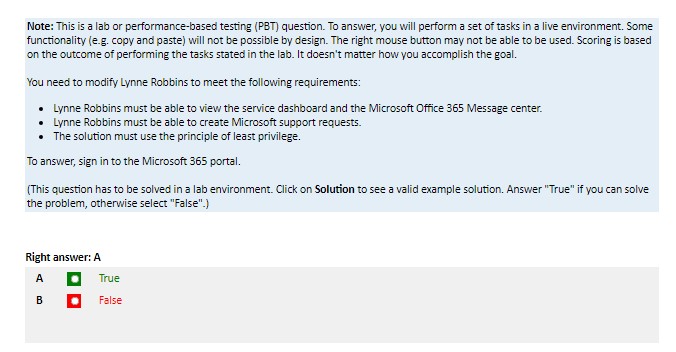 Note: This is a lab or performance-based testing (PBT) question. To answer, you will perform a set of tasks in a live environment. Some
functionality (e.g. copy and paste) will not be possible by design. The right mouse button may not be able to be used. Scoring is based
on the outcome of performing the tasks stated in the lab. It doesn't matter how you accomplish the goal.
You need to modify Lynne Robbins to meet the following requirements:
• Lynne Robbins must be able to view the service dashboard and the Microsoft Office 365 Message center.
• Lynne Robbins must be able to create Microsoft support requests.
• The solution must use the principle of least privilege.
To answer, sign in to the Microsoft 365 portal.
(This question has to be solved in a lab environment. Click on Solution to see a valid example solution. Answer "True" if you can solve
the problem, otherwise select "False".)
Right answer: A
A True
B False